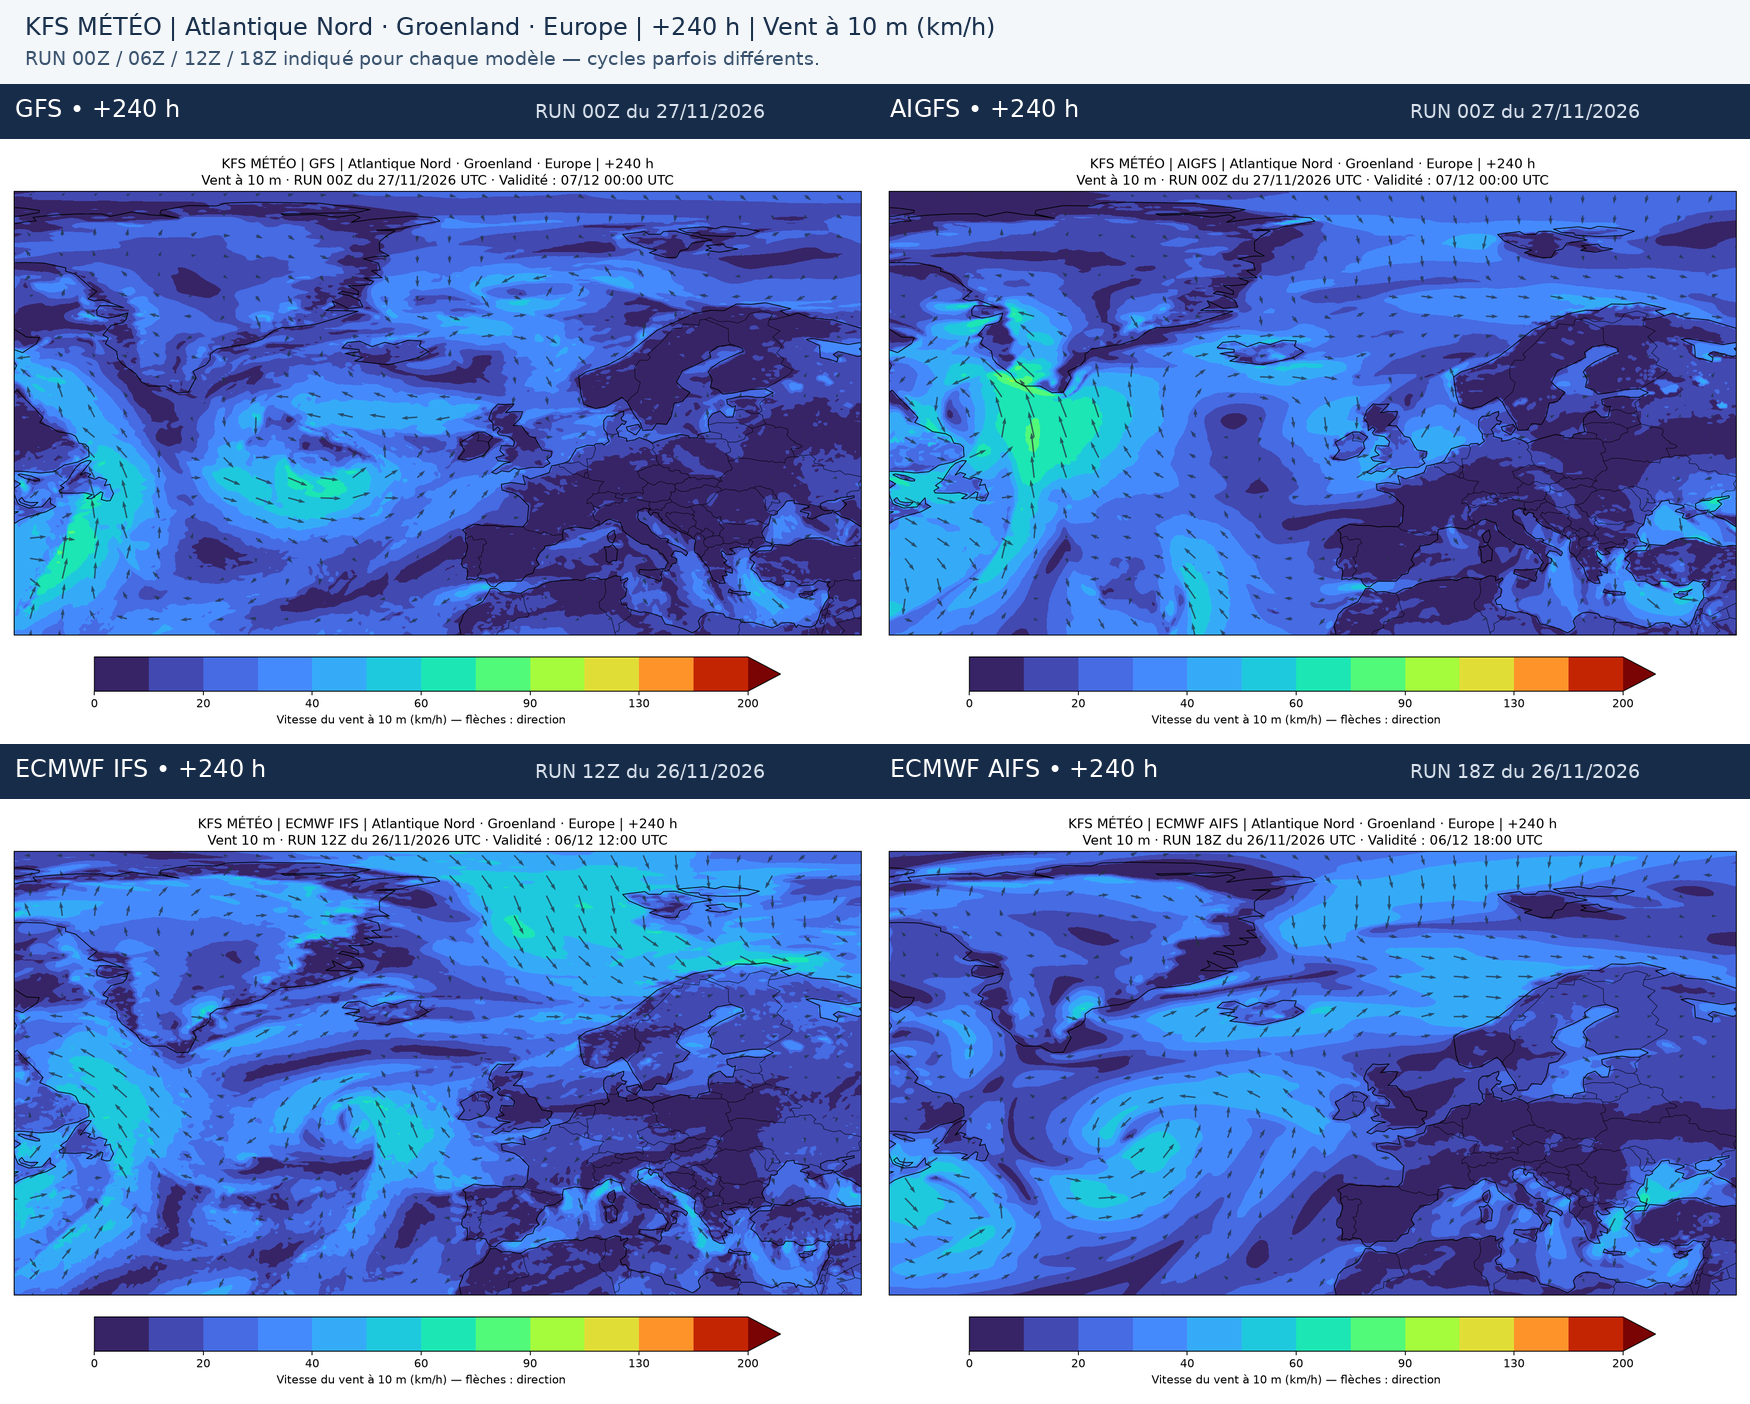 KFS MÉTÉO | Atlantique Nord · Groenland · Europe | +240 h | Vent à 10 m (km/h)
RUN 00Z / 06Z / 12Z / 18Z indiqué pour chaque modèle — cycles parfois différents.
GFS • +240 h
RUN 00Z du 27/11/2026
KFS MÉTÉO | GFS | Atlantique Nord · Groenland · Europe | +240 h
Vent à 10 m · RUN 00Z du 27/11/2026 UTC · Validité : 07/12 00:00 UTC
0 20 40 60 90 130 200
Vitesse du vent à 10 m (km/h) — flèches : direction
AIGFS • +240 h
RUN 00Z du 27/11/2026
KFS MÉTÉO | AIGFS | Atlantique Nord · Groenland · Europe | +240 h
Vent à 10 m · RUN 00Z du 27/11/2026 UTC · Validité : 07/12 00:00 UTC
0 20 40 60 90 130 200
Vitesse du vent à 10 m (km/h) — flèches : direction
ECMWF IFS • +240 h
RUN 12Z du 26/11/2026
KFS MÉTÉO | ECMWF IFS | Atlantique Nord · Groenland · Europe | +240 h
Vent 10 m · RUN 12Z du 26/11/2026 UTC · Validité : 06/12 12:00 UTC
0 20 40 60 90 130 200
Vitesse du vent à 10 m (km/h) — flèches : direction
ECMWF AIFS • +240 h
RUN 18Z du 26/11/2026
KFS MÉTÉO | ECMWF AIFS | Atlantique Nord · Groenland · Europe | +240 h
Vent 10 m · RUN 18Z du 26/11/2026 UTC · Validité : 06/12 18:00 UTC
0 20 40 60 90 130 200
Vitesse du vent à 10 m (km/h) — flèches : direction